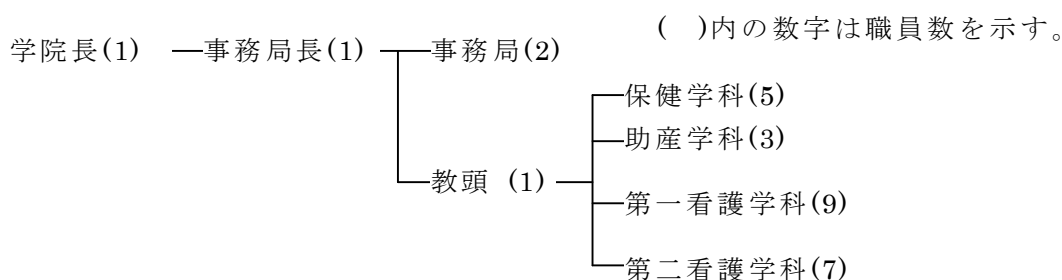 ( )内の数字は職員数を示す。
学院長(1) 事務局長(1) 事務局(2)
保健学科(5)
助産学科(3)
教頭 (1)
第一看護学科(9)
第二看護学科(7)